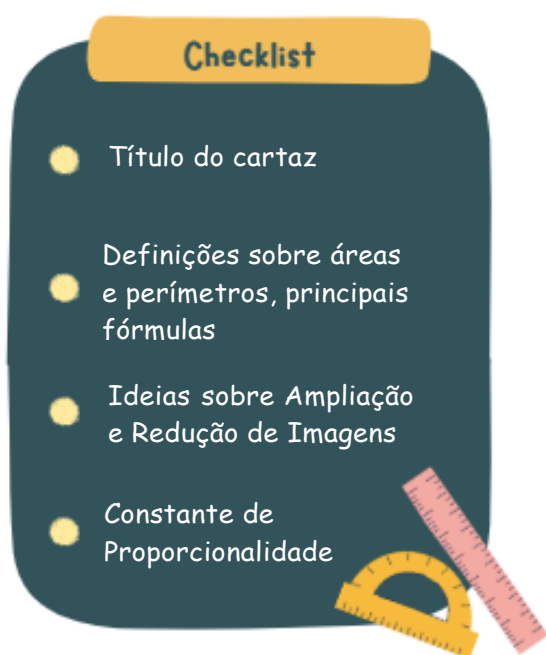 Checklist
Título do cartaz
Definições sobre áreas
e perímetros, principais
fórmulas
Ideias sobre Ampliação
e Redução de Imagens
Constante de
Proporcionalidade